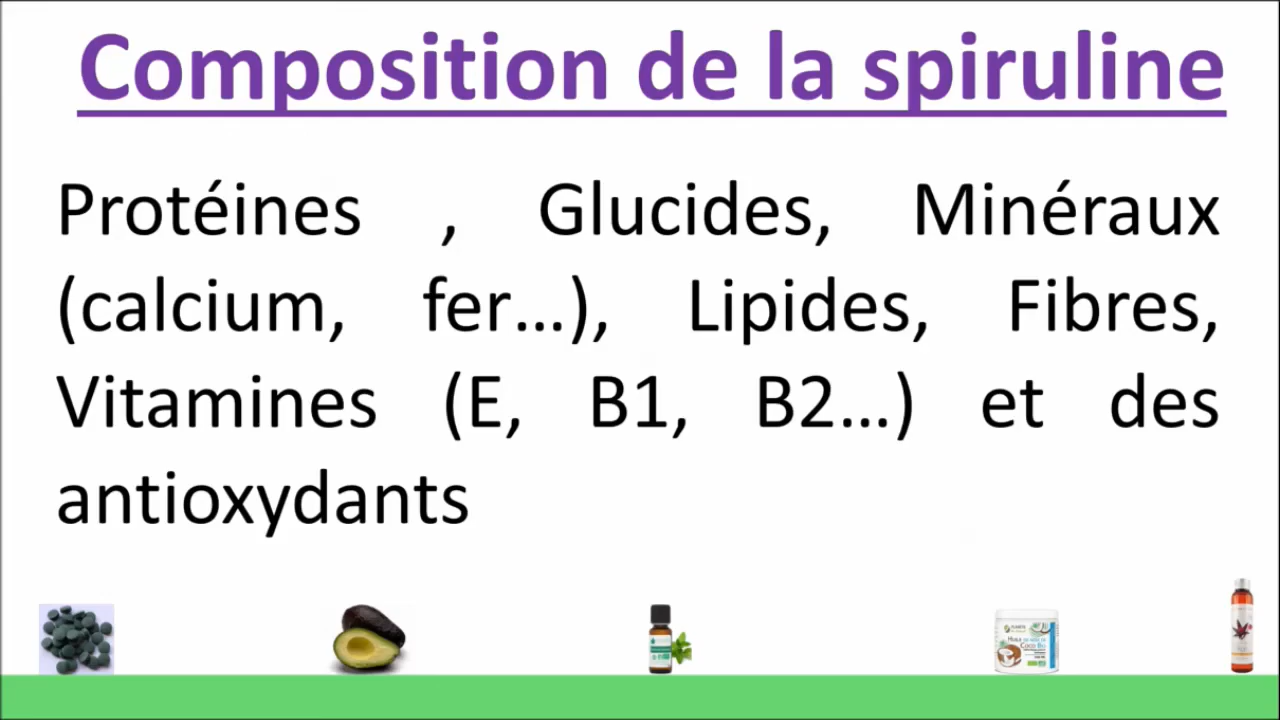 Composition de la spiruline
Protéines , Glucides, Minéraux
(calcium, fer...), Lipides, Fibres,
Vitamines (E, B1, B2...) et des
antioxydants